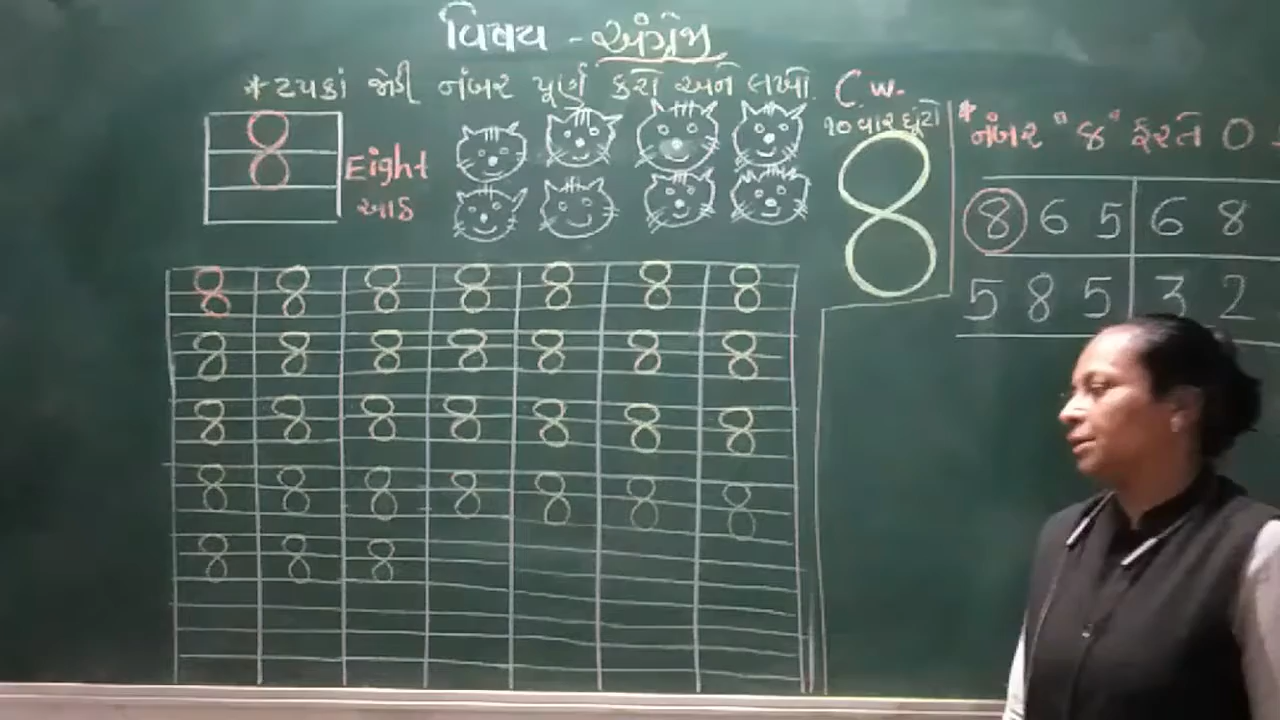 વિષય - અંગ્રેજી
* ટપકાં જોડી નંબર પૂર્ણ કરો અને લખો. C.w.
8
Eight
આઠ
૧૦ વાર ઘૂંટો
8
* નંબર "8" ફરતે O
8 6 5 6 8
5 8 5 3 2
8 8 8 8 8 8 8
8 8 8 8 8 8 8
8 8 8 8 8 8 8
8 8 8 8 8 8 8
8 8 8